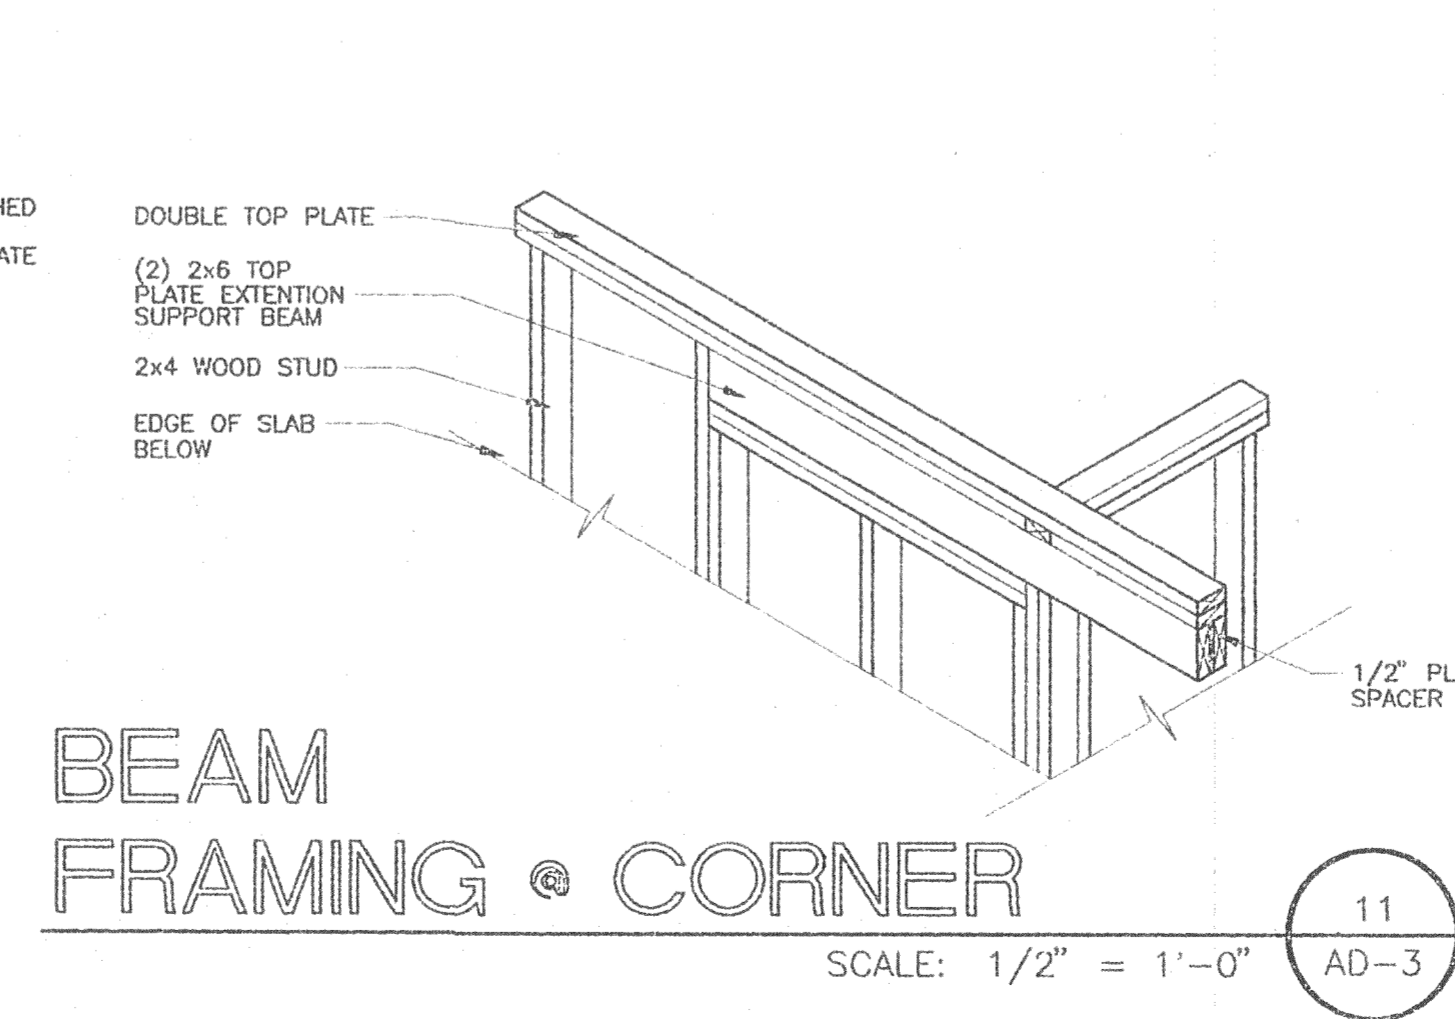 HED
ATE
DOUBLE TOP PLATE
(2) 2x6 TOP
PLATE EXTENTION
SUPPORT BEAM
2x4 WOOD STUD
EDGE OF SLAB
BELOW
1/2" PL
SPACER
BEAM
FRAMING @ CORNER
SCALE: 1/2" = 1'-0"
11
AD-3